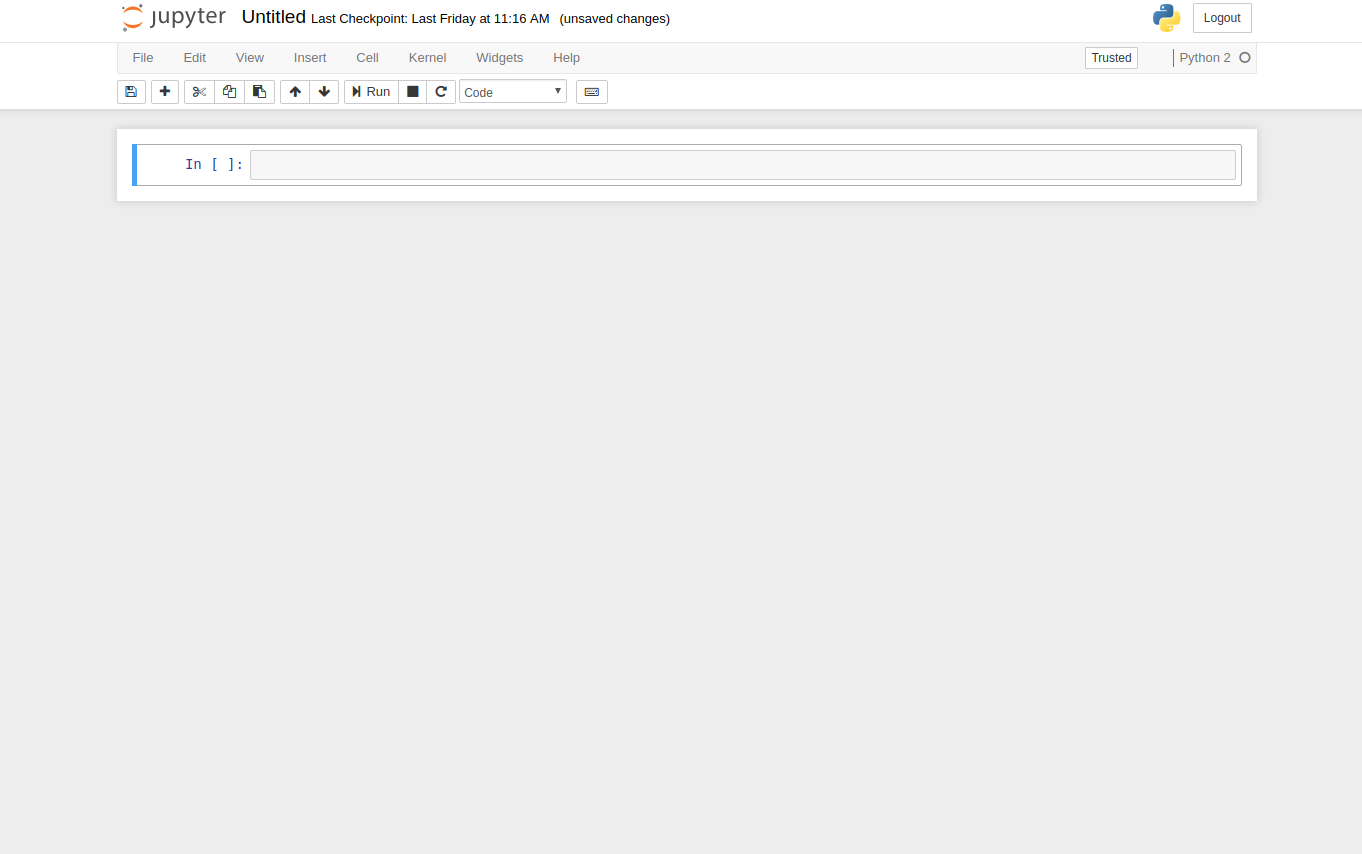 jupyter Untitled Last Checkpoint: Last Friday at 11:16 AM (unsaved changes) Logout
File Edit View Insert Cell Kernel Widgets Help Trusted Python 2
Run Code
In [ ]: